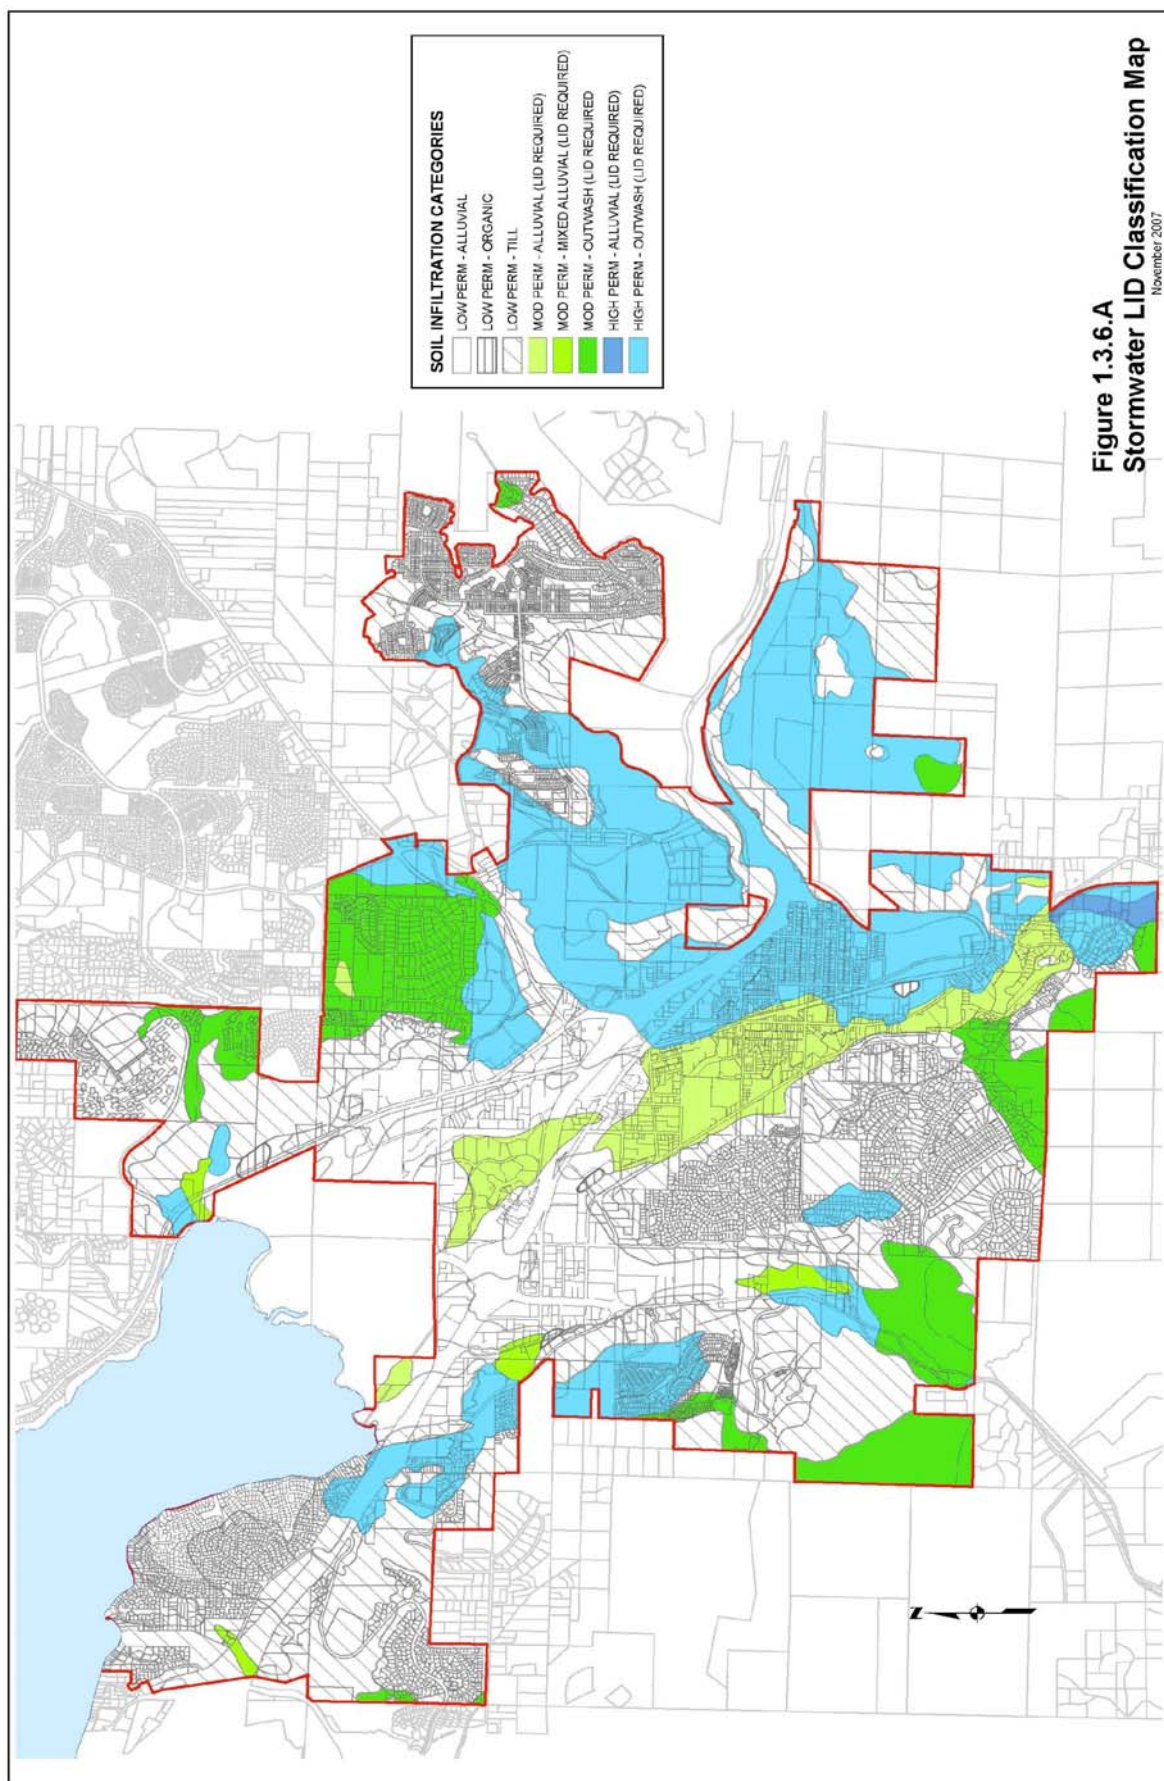 SOIL INFILTRATION CATEGORIES
LOW PERM - ALLUVIAL
LOW PERM - ORGANIC
LOW PERM - TILL
MOD PERM - ALLUVIAL (LID REQUIRED)
MOD PERM - MIXED ALLUVIAL (LID REQUIRED)
MOD PERM - OUTWASH (LID REQUIRED
HIGH PERM - ALLUVIAL (LID REQUIRED)
HIGH PERM - OUTWASH (LID REQUIRED)
N
Figure 1.3.6.A
Stormwater LID Classification Map
November 2007